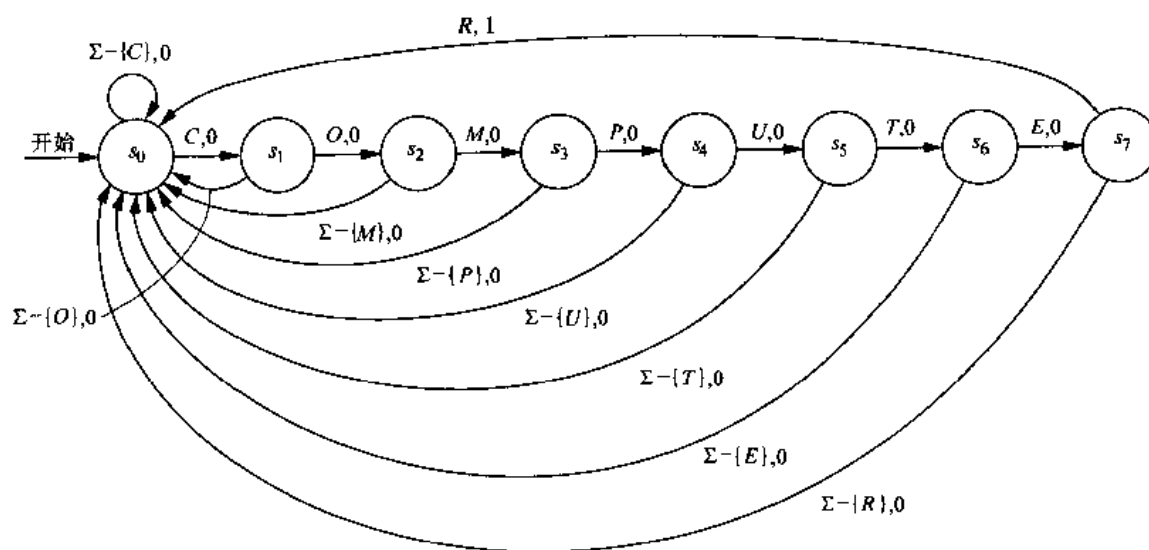 R, 1
Σ-{C},0
开始
s₀
C,0
s₁
O,0
s₂
M,0
s₃
P,0
s₄
U,0
s₅
T,0
s₆
E,0
s₇
Σ-{M},0
Σ-{P},0
Σ-{O},0
Σ-{U},0
Σ-{T},0
Σ-{E},0
Σ-{R},0